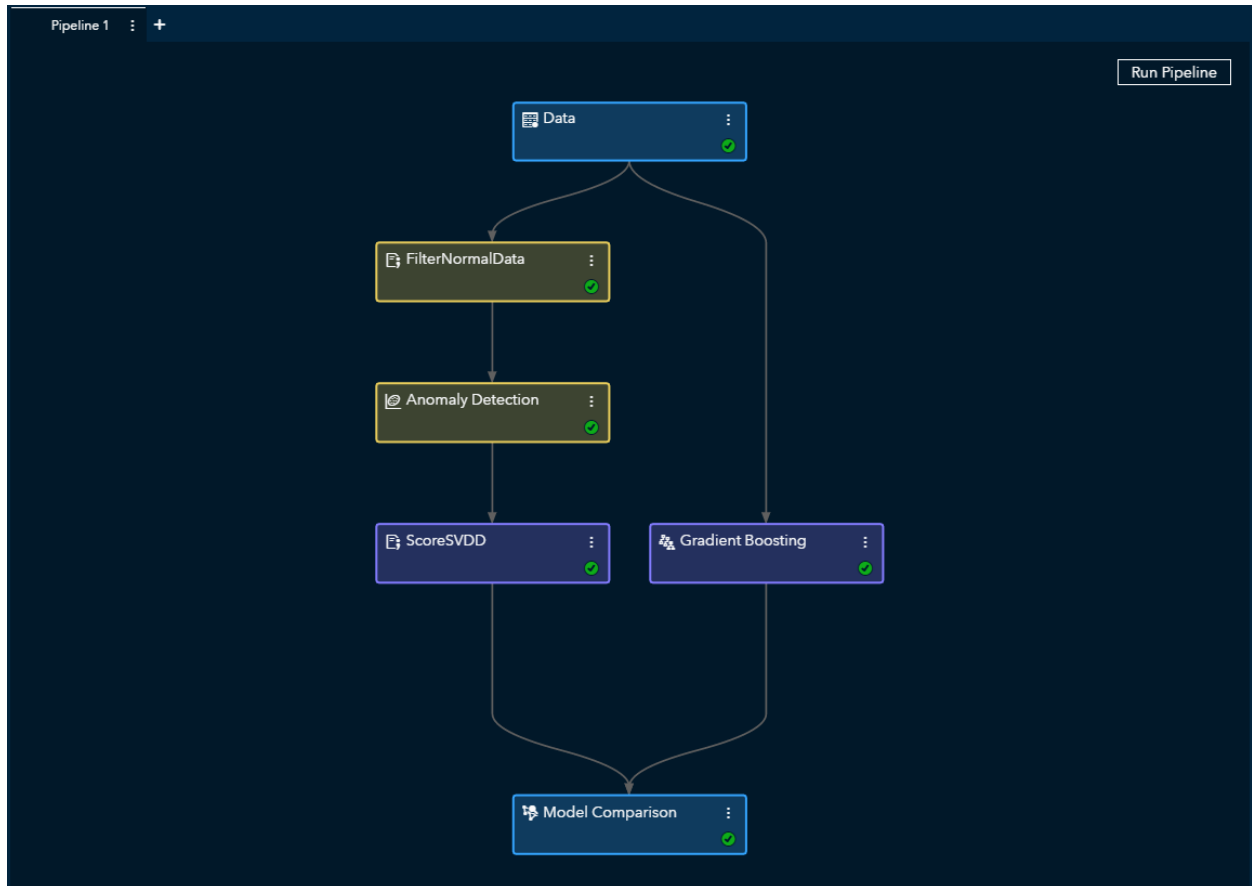 Pipeline 1
+
Run Pipeline
Data
FilterNormalData
Anomaly Detection
ScoreSVDD
Gradient Boosting
Model Comparison